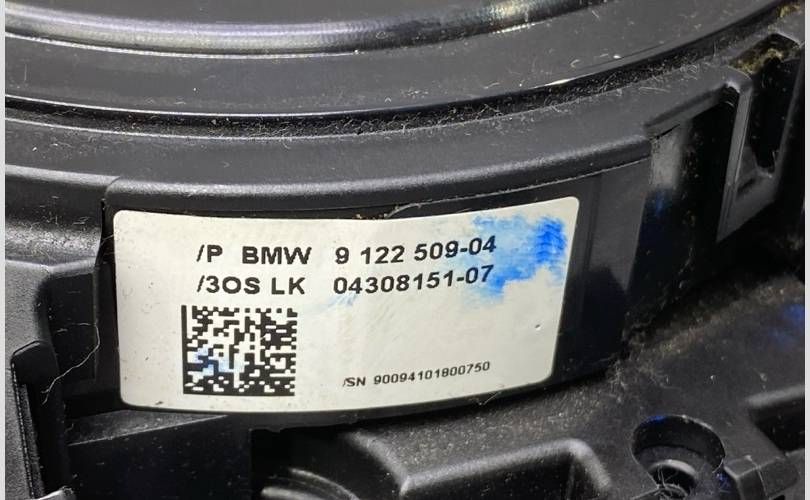 /P BMW 9 122 509-04
/3OS LK 04308151-07
/SN 90094101800750